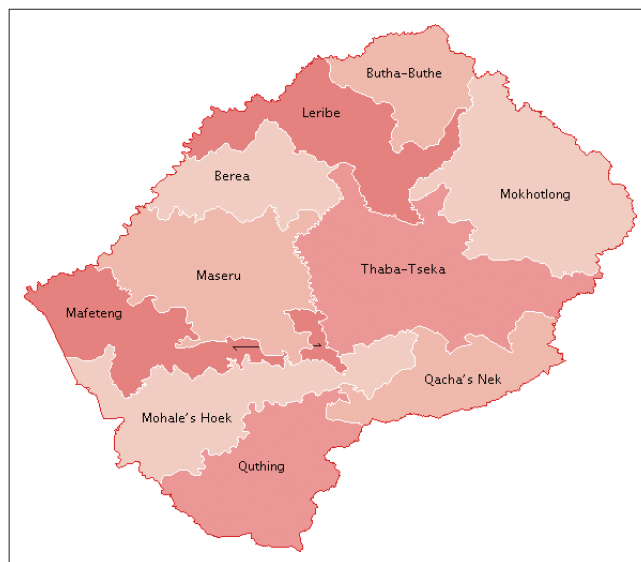 Butha-Buthe
Leribe
Berea
Mokhotlong
Maseru
Thaba-Tseka
Mafeteng
Qacha's Nek
Mohale's Hoek
Quthing